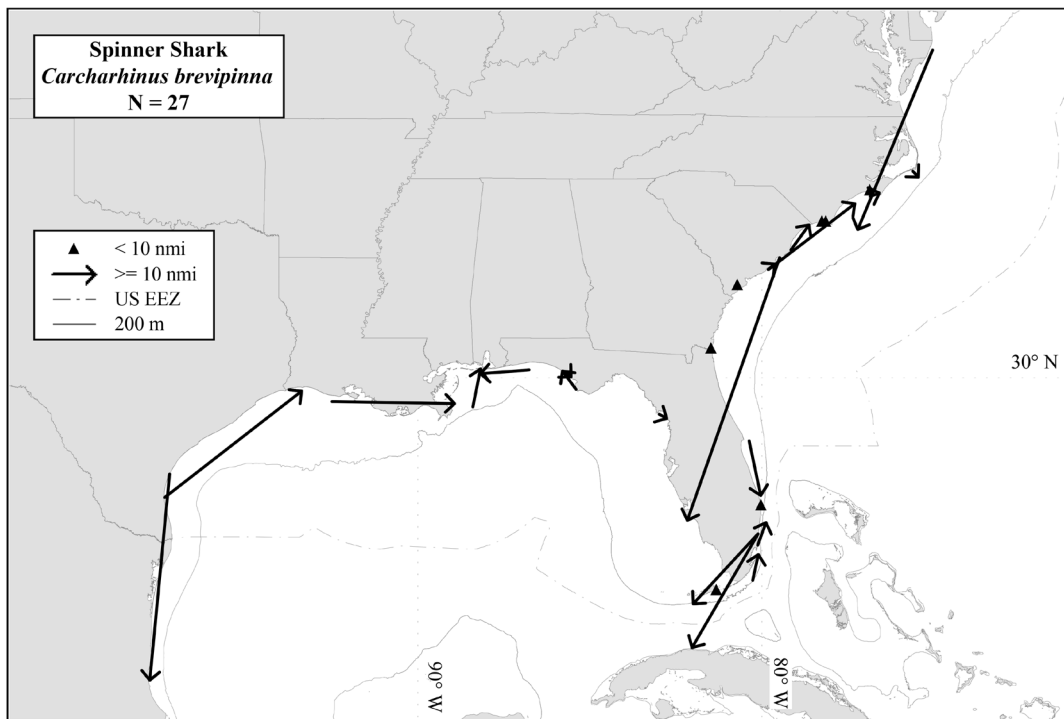 Spinner Shark
Carcharhinus brevipinna
N = 27
< 10 nmi
>= 10 nmi
US EEZ
200 m
30° N
90° W
80° W